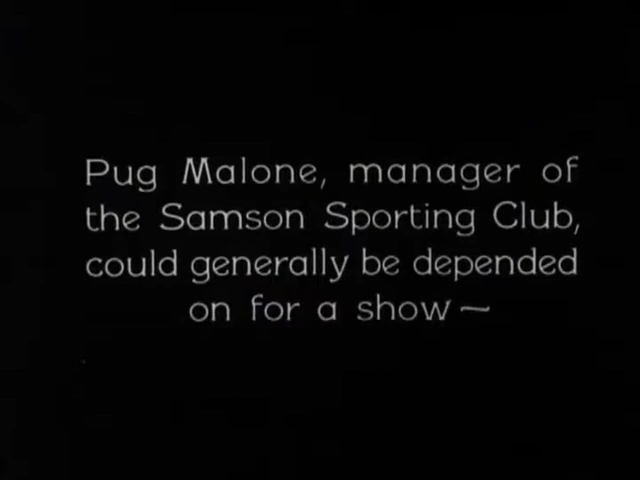 Pug Malone, manager of
the Samson Sporting Club,
could generally be depended
on for a show —